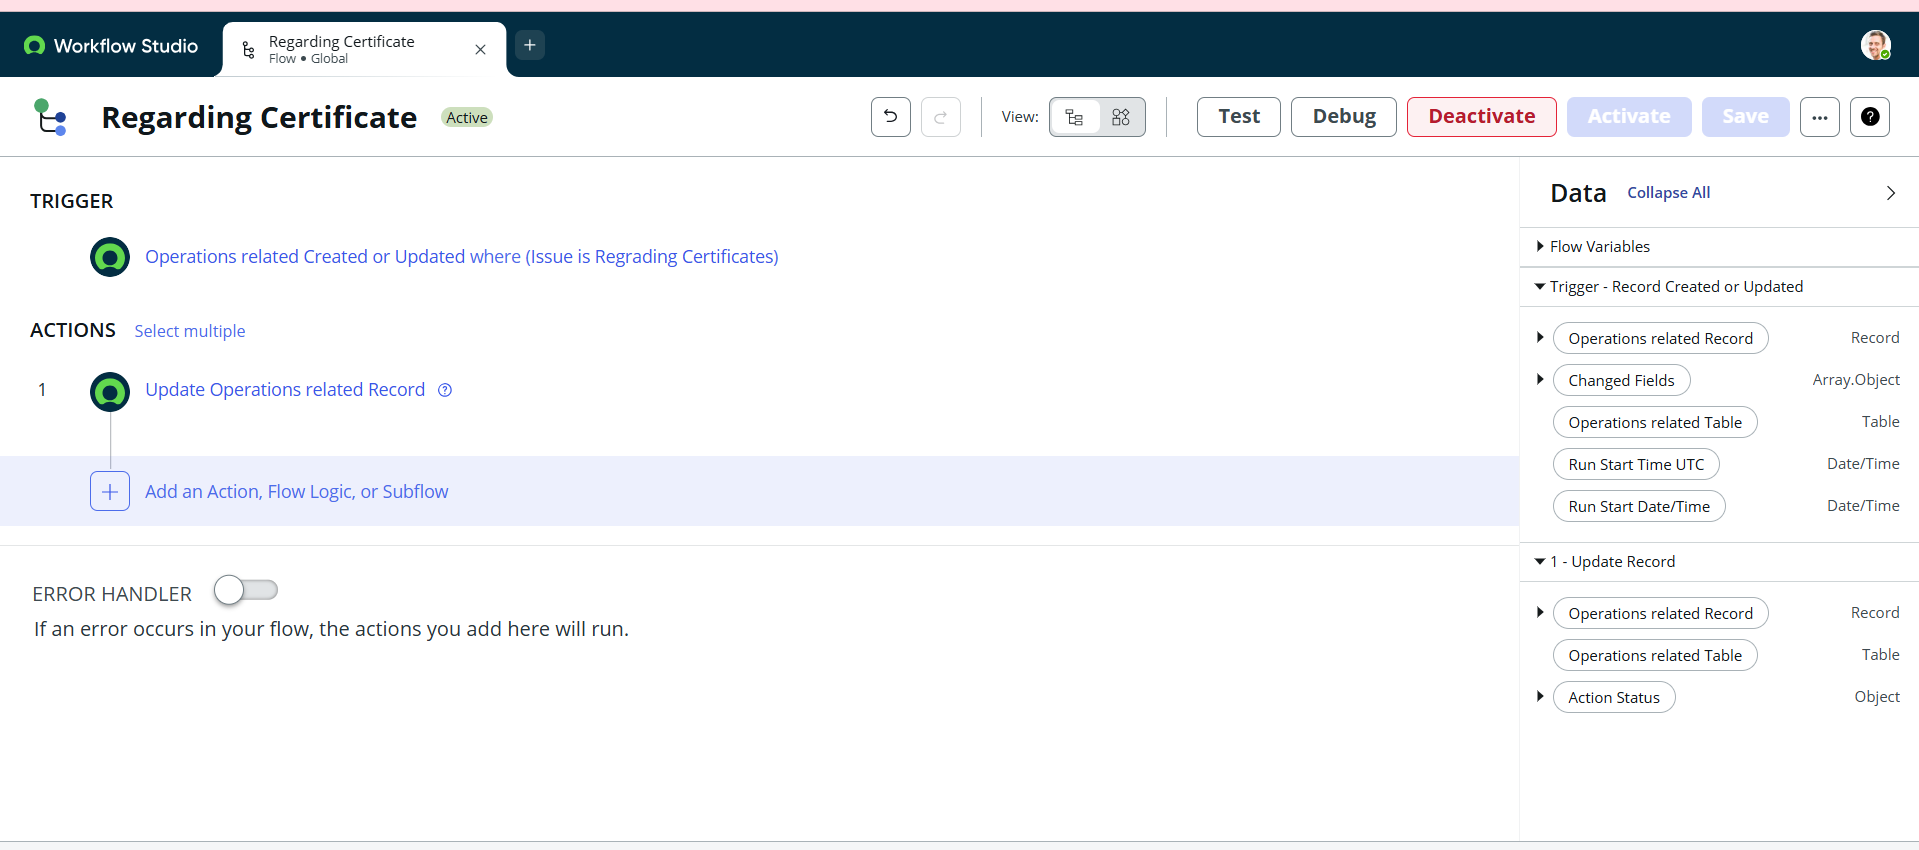 Workflow Studio
Regarding Certificate
Flow • Global
Regarding Certificate
Active
View:
Test
Debug
Deactivate
Activate
Save
TRIGGER
Operations related Created or Updated where (Issue is Regrading Certificates)
ACTIONS
Select multiple
1
Update Operations related Record
Add an Action, Flow Logic, or Subflow
ERROR HANDLER
If an error occurs in your flow, the actions you add here will run.
Data
Collapse All
Flow Variables
Trigger - Record Created or Updated
Operations related Record
Record
Changed Fields
Array.Object
Operations related Table
Table
Run Start Time UTC
Date/Time
Run Start Date/Time
Date/Time
1 - Update Record
Operations related Record
Record
Operations related Table
Table
Action Status
Object